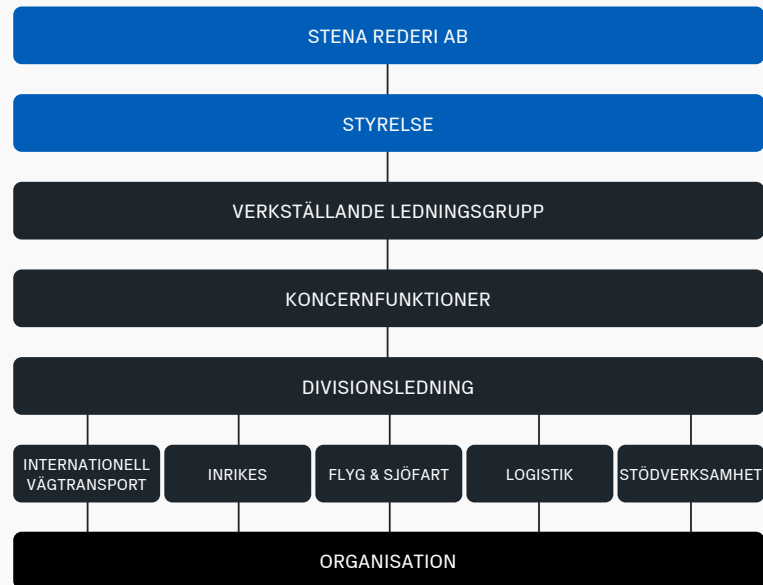 STENA REDERI AB
STYRELSE
VERKSTÄLLANDE LEDNINGSGRUPP
KONCERNFUNKTIONER
DIVISIONSLEDNING
INTERNATIONELL
VÄGTRANSPORT
INRIKES
FLYG & SJÖFART
LOGISTIK
STÖDVERKSAMHET
ORGANISATION